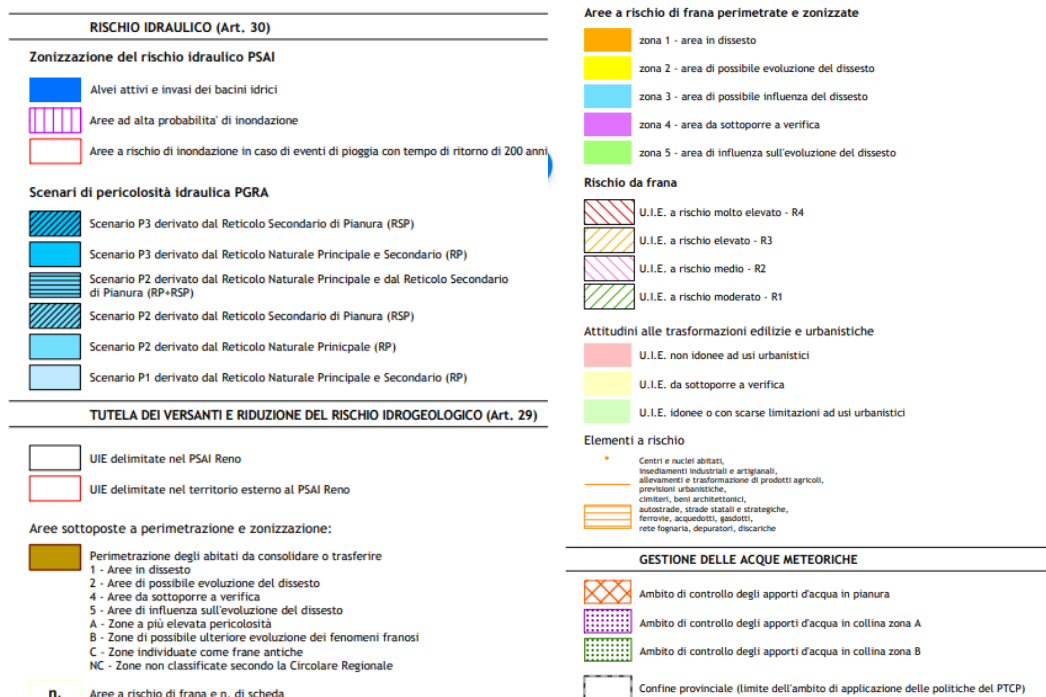 RISCHIO IDRAULICO (Art. 30)
Zonizzazione del rischio idraulico PSAI
Alvei attivi e invasi dei bacini idrici
Aree ad alta probabilita' di inondazione
Aree a rischio di inondazione in caso di eventi di pioggia con tempo di ritorno di 200 anni
Scenari di pericolosità idraulica PGRA
Scenario P3 derivato dal Reticolo Secondario di Pianura (RSP)
Scenario P3 derivato dal Reticolo Naturale Principale e Secondario (RP)
Scenario P2 derivato dal Reticolo Naturale Principale e dal Reticolo Secondario
di Pianura (RP+RSP)
Scenario P2 derivato dal Reticolo Secondario di Pianura (RSP)
Scenario P2 derivato dal Reticolo Naturale Prinicpale (RP)
Scenario P1 derivato dal Reticolo Naturale Principale e Secondario (RP)
TUTELA DEI VERSANTI E RIDUZIONE DEL RISCHIO IDROGEOLOGICO (Art. 29)
UIE delimitate nel PSAI Reno
UIE delimitate nel territorio esterno al PSAI Reno
Aree sottoposte a perimetrazione e zonizzazione:
Perimetrazione degli abitati da consolidare o trasferire
1 - Aree in dissesto
2 - Aree di possibile evoluzione del dissesto
4 - Aree da sottoporre a verifica
5 - Aree di influenza sull'evoluzione del dissesto
A - Zone a più elevata pericolosità
B - Zone di possibile ulteriore evoluzione dei fenomeni franosi
C - Zone individuate come frane antiche
NC - Zone non classificate secondo la Circolare Regionale
n. Aree a rischio di frana e n. di scheda
Aree a rischio di frana perimetrate e zonizzate
zona 1 - area in dissesto
zona 2 - area di possibile evoluzione del dissesto
zona 3 - area di possibile influenza del dissesto
zona 4 - area da sottoporre a verifica
zona 5 - area di influenza sull'evoluzione del dissesto
Rischio da frana
U.I.E. a rischio molto elevato - R4
U.I.E. a rischio elevato - R3
U.I.E. a rischio medio - R2
U.I.E. a rischio moderato - R1
Attitudini alle trasformazioni edilizie e urbanistiche
U.I.E. non idonee ad usi urbanistici
U.I.E. da sottoporre a verifica
U.I.E. idonee o con scarse limitazioni ad usi urbanistici
Elementi a rischio
Centri e nuclei abitati,
insediamenti industriali e artigianali,
allevamenti e trasformazione di prodotti agricoli,
previsioni urbanistiche,
cimiteri, beni architettonici,
autostrade, strade statali e strategiche,
ferrovie, acquedotti, gasdotti,
rete fognaria, depuratori, discariche
GESTIONE DELLE ACQUE METEORICHE
Ambito di controllo degli apporti d'acqua in pianura
Ambito di controllo degli apporti d'acqua in collina zona A
Ambito di controllo degli apporti d'acqua in collina zona B
Confine provinciale (limite dell'ambito di applicazione delle politiche del PTCP)